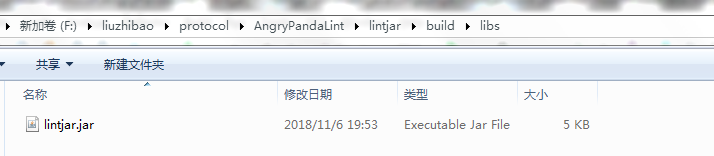 新加卷 (F:) liuzhibao protocol AngryPandaLint lintjar build libs
共享 新建文件夹
名称 修改日期 类型 大小
lintjar.jar 2018/11/6 19:53 Executable Jar File 5 KB